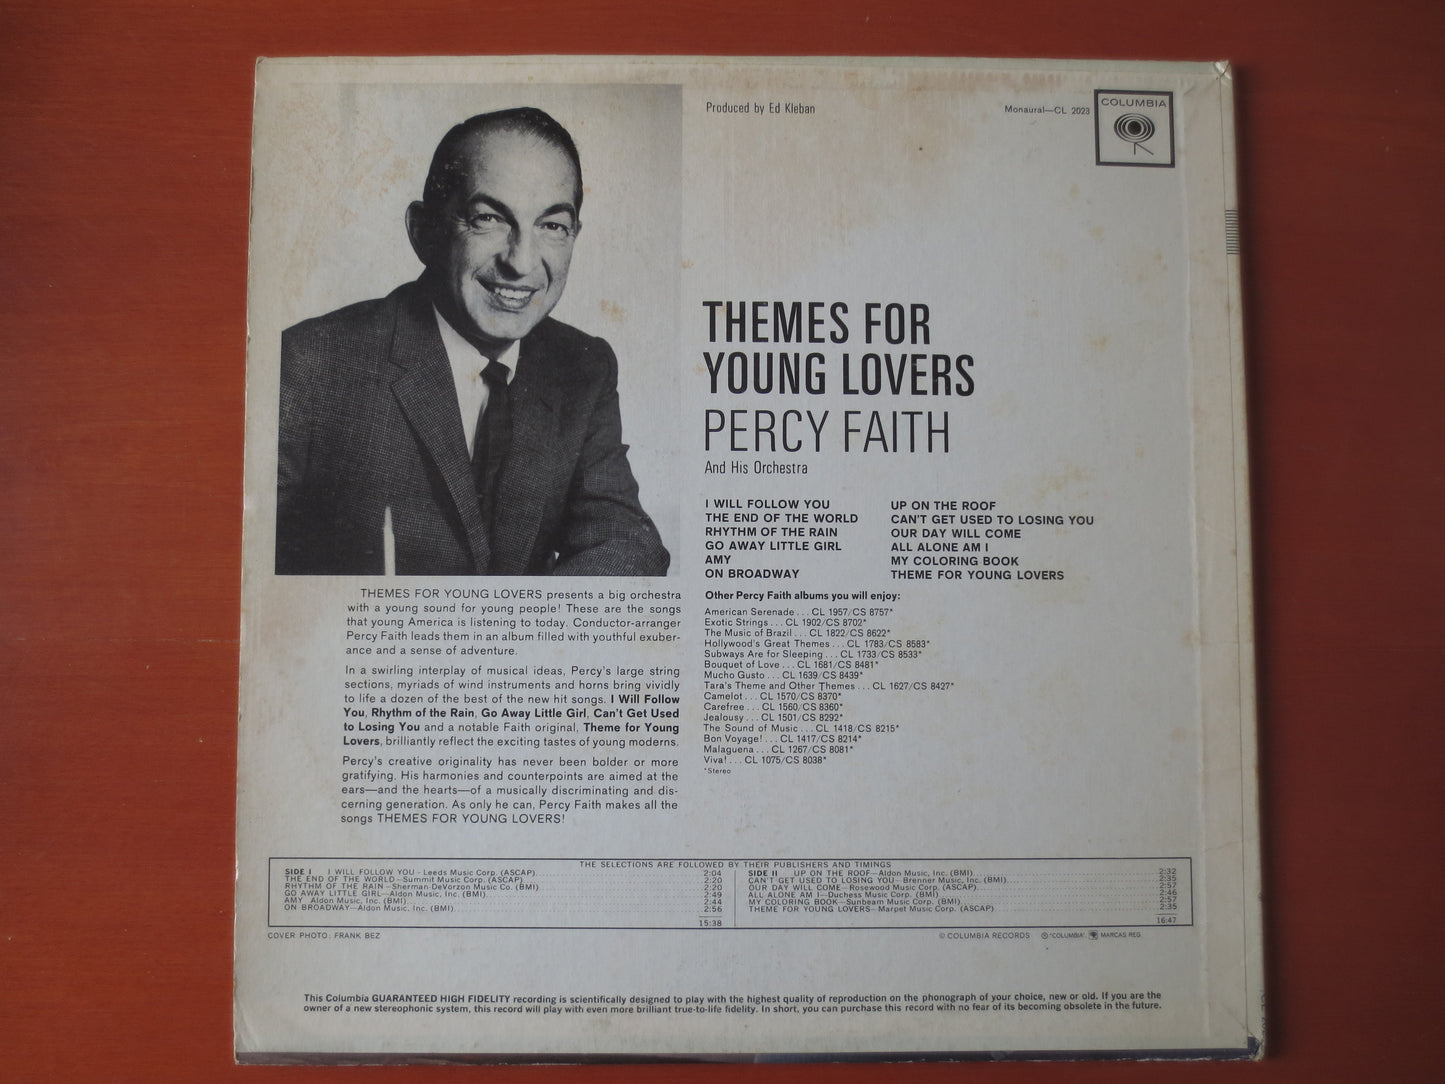 Produced by Ed Kleban
Monaural—CL 2023
COLUMBIA
THEMES FOR
YOUNG LOVERS
PERCY FAITH
And His Orchestra
I WILL FOLLOW YOU
THE END OF THE WORLD
RHYTHM OF THE RAIN
GO AWAY LITTLE GIRL
AMY
ON BROADWAY
UP ON THE ROOF
CAN'T GET USED TO LOSING YOU
OUR DAY WILL COME
ALL ALONE AM I
MY COLORING BOOK
THEME FOR YOUNG LOVERS
Other Percy Faith albums you will enjoy:
American Serenade . . . CL 1957/CS 8757*
Exotic Strings . . . CL 1902/CS 8702*
The Music of Brazil . . . CL 1822/CS 8622*
Hollywood's Great Themes . . . CL 1783/CS 8583*
Subways Are for Sleeping . . . CL 1733/CS 8533*
Bouquet of Love . . . CL 1681/CS 8481*
Mucho Gusto . . . CL 1639/CS 8439*
Tara's Theme and Other Themes . . . CL 1627/CS 8427*
Camelot . . . CL 1570/CS 8370*
Carefree . . . CL 1560/CS 8360*
Jealousy . . . CL 1501/CS 8292*
The Sound of Music . . . CL 1418/CS 8215*
Bon Voyage! . . . CL 1417/CS 8214*
Malaguena . . . CL 1267/CS 8081*
Viva! . . . CL 1075/CS 8038*
*Stereo
THEMES FOR YOUNG LOVERS presents a big orchestra
with a young sound for young people! These are the songs
that young America is listening to today. Conductor-arranger
Percy Faith leads them in an album filled with youthful exuber-
ance and a sense of adventure.
In a swirling interplay of musical ideas, Percy's large string
sections, myriads of wind instruments and horns bring vividly
to life a dozen of the best of the new hit songs. I Will Follow
You, Rhythm of the Rain, Go Away Little Girl, Can't Get Used
to Losing You and a notable Faith original, Theme for Young
Lovers, brilliantly reflect the exciting tastes of young moderns.
Percy's creative originality has never been bolder or more
gratifying. His harmonies and counterpoints are aimed at the
ears—and the hearts—of a musically discriminating and dis-
cerning generation. As only he can, Percy Faith makes all the
songs THEMES FOR YOUNG LOVERS!
THE SELECTIONS ARE FOLLOWED BY THEIR PUBLISHERS AND TIMINGS
SIDE I I WILL FOLLOW YOU - Leeds Music Corp. (ASCAP) 2:04
THE END OF THE WORLD—Summit Music Corp. (ASCAP) 2:20
RHYTHM OF THE RAIN—Sherman-DeVorzon Music Co. (BMI) 2:20
GO AWAY LITTLE GIRL—Aldon Music, Inc. (BMI) 2:49
AMY Aldon Music, Inc. (BMI) 2:44
ON BROADWAY—Aldon Music, Inc. (BMI) 2:56
15:38
SIDE II UP ON THE ROOF—Aldon Music, Inc. (BMI) 2:32
CAN'T GET USED TO LOSING YOU—Brenner Music, Inc. (BMI) 2:35
OUR DAY WILL COME—Rosewood Music Corp. (ASCAP) 2:57
ALL ALONE AM I—Duchess Music Corp. (BMI) 2:46
MY COLORING BOOK—Sunbeam Music Corp. (BMI) 2:57
THEME FOR YOUNG LOVERS—Marpet Music Corp. (ASCAP) 2:35
16:47
COVER PHOTO: FRANK BEZ
© COLUMBIA RECORDS ® "COLUMBIA", MARCAS REG.
This Columbia GUARANTEED HIGH FIDELITY recording is scientifically designed to play with the highest quality of reproduction on the phonograph of your choice, new or old. If you are the
owner of a new stereophonic system, this record will play with even more brilliant true-to-life fidelity. In short, you can purchase this record with no fear of its becoming obsolete in the future.